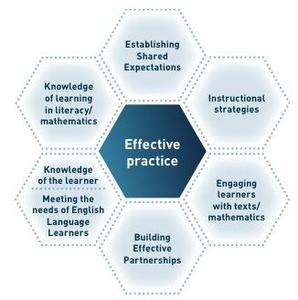 Establishing
Shared
Expectations
Knowledge
of learning
in literacy/
mathematics
Instructional
strategies
Effective
practice
Knowledge
of the learner
Meeting the
needs of English
Language
Learners
Engaging
learners
with texts/
mathematics
Building
Effective
Partnerships